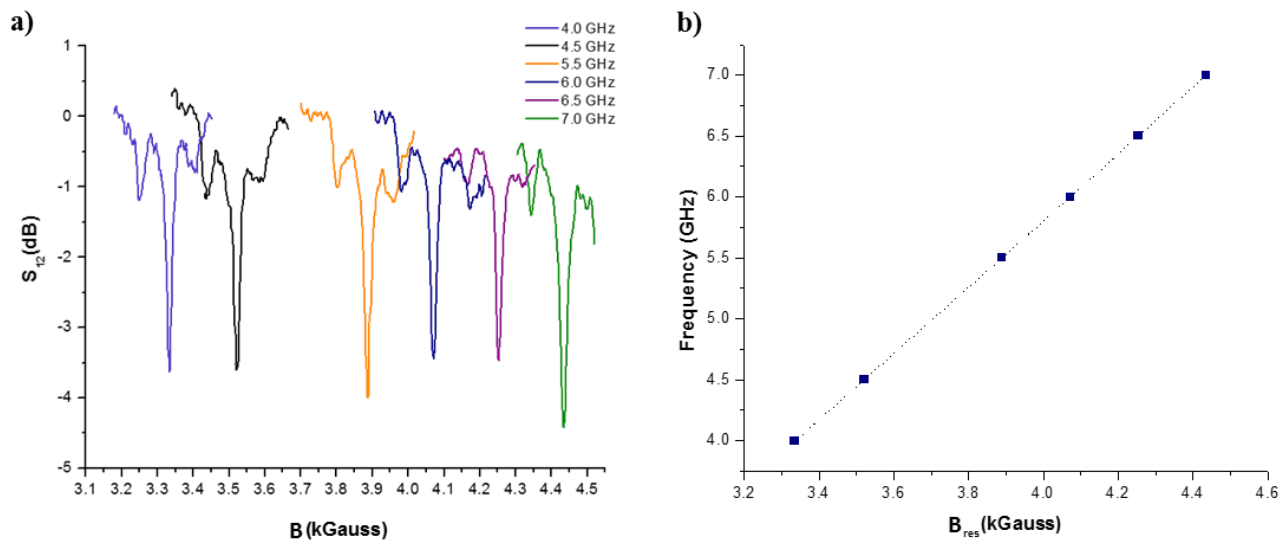 a)
4.0 GHz
4.5 GHz
5.5 GHz
6.0 GHz
6.5 GHz
7.0 GHz
1
0
-1
-2
-3
-4
-5
S12(dB)
3.1 3.2 3.3 3.4 3.5 3.6 3.7 3.8 3.9 4.0 4.1 4.2 4.3 4.4 4.5
B(kGauss)
b)
7.0
6.5
6.0
5.5
5.0
4.5
4.0
Frequency (GHz)
3.2 3.4 3.6 3.8 4.0 4.2 4.4 4.6
Bres(kGauss)